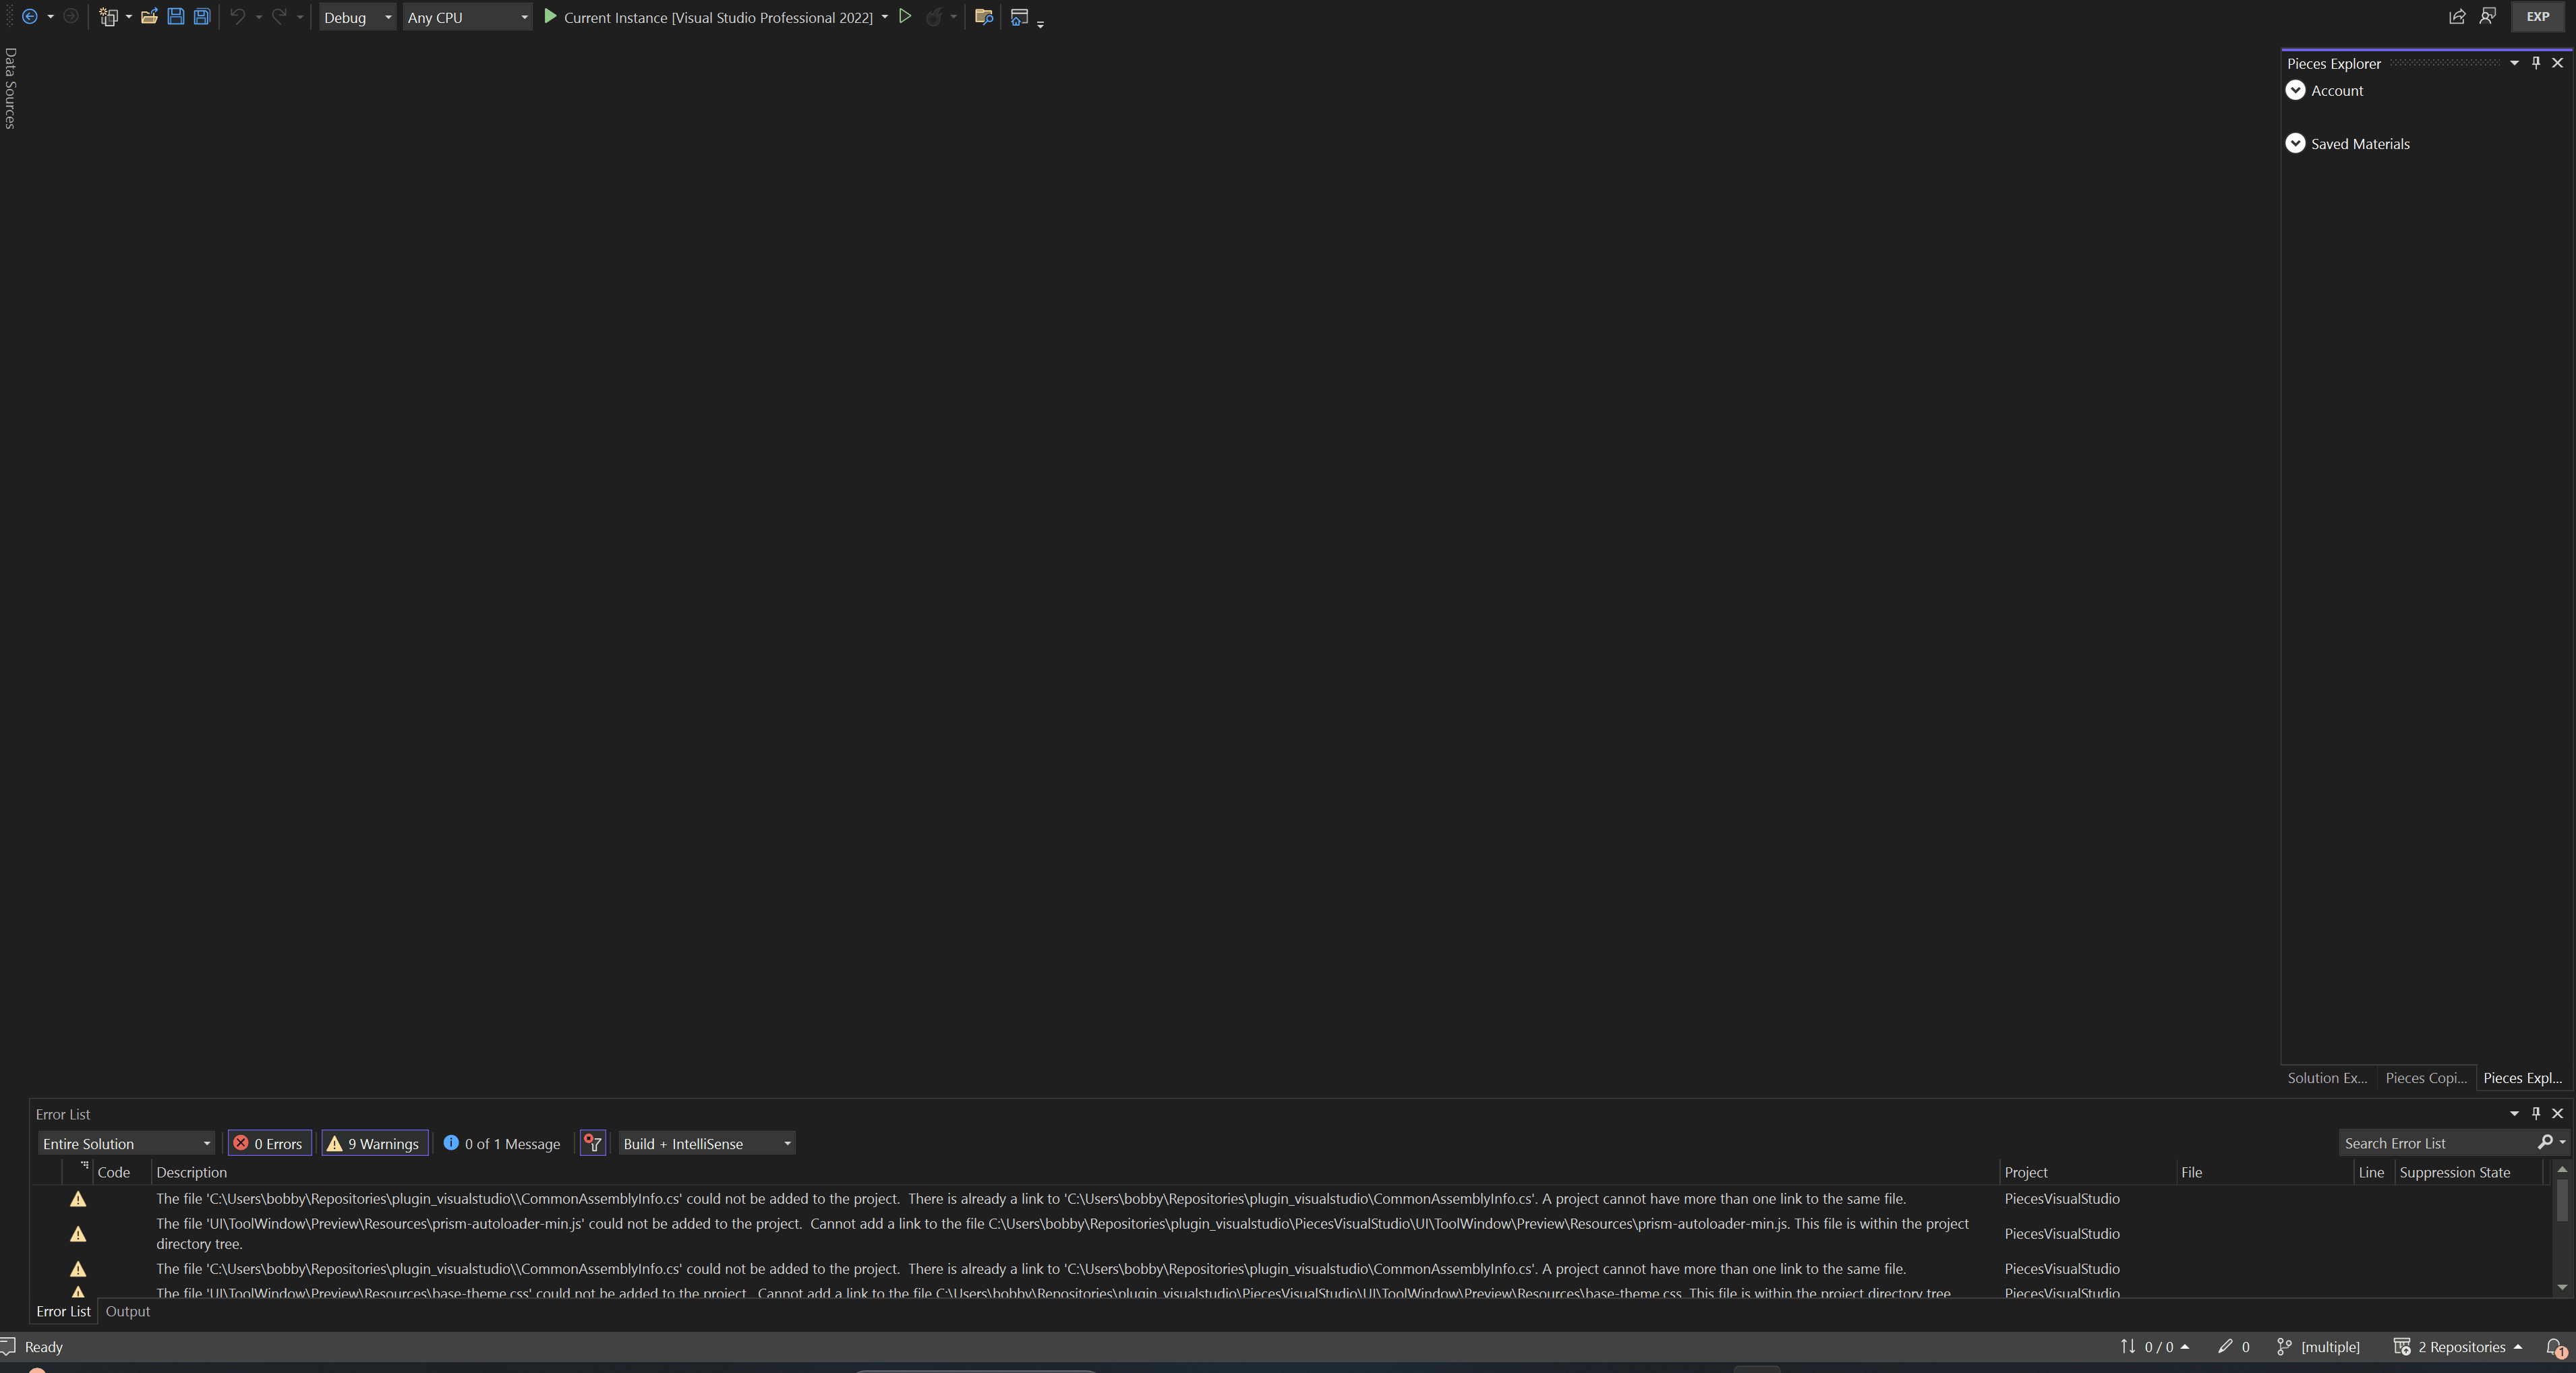 Debug
Any CPU
Current Instance [Visual Studio Professional 2022]
EXP
Data Sources
Pieces Explorer
Account
Saved Materials
Solution Ex...
Pieces Copi...
Pieces Expl...
Error List
Entire Solution
0 Errors
9 Warnings
0 of 1 Message
Build + IntelliSense
Search Error List
Code
Description
Project
File
Line
Suppression State
The file 'C:\Users\bobby\Repositories\plugin_visualstudio\\CommonAssemblyInfo.cs' could not be added to the project.  There is already a link to 'C:\Users\bobby\Repositories\plugin_visualstudio\CommonAssemblyInfo.cs'. A project cannot have more than one link to the same file.
PiecesVisualStudio
The file 'UI\ToolWindow\Preview\Resources\prism-autoloader-min.js' could not be added to the project.  Cannot add a link to the file C:\Users\bobby\Repositories\plugin_visualstudio\PiecesVisualStudio\UI\ToolWindow\Preview\Resources\prism-autoloader-min.js. This file is within the project
directory tree.
PiecesVisualStudio
The file 'C:\Users\bobby\Repositories\plugin_visualstudio\\CommonAssemblyInfo.cs' could not be added to the project.  There is already a link to 'C:\Users\bobby\Repositories\plugin_visualstudio\CommonAssemblyInfo.cs'. A project cannot have more than one link to the same file.
PiecesVisualStudio
The file 'UI\ToolWindow\Preview\Resources\base-theme.css' could not be added to the project.  Cannot add a link to the file C:\Users\bobby\Repositories\plugin_visualstudio\PiecesVisualStudio\UI\ToolWindow\Preview\Resources\base-theme.css. This file is within the project directory tree.
PiecesVisualStudio
Error List
Output
Ready
0 / 0
0
[multiple]
2 Repositories
1